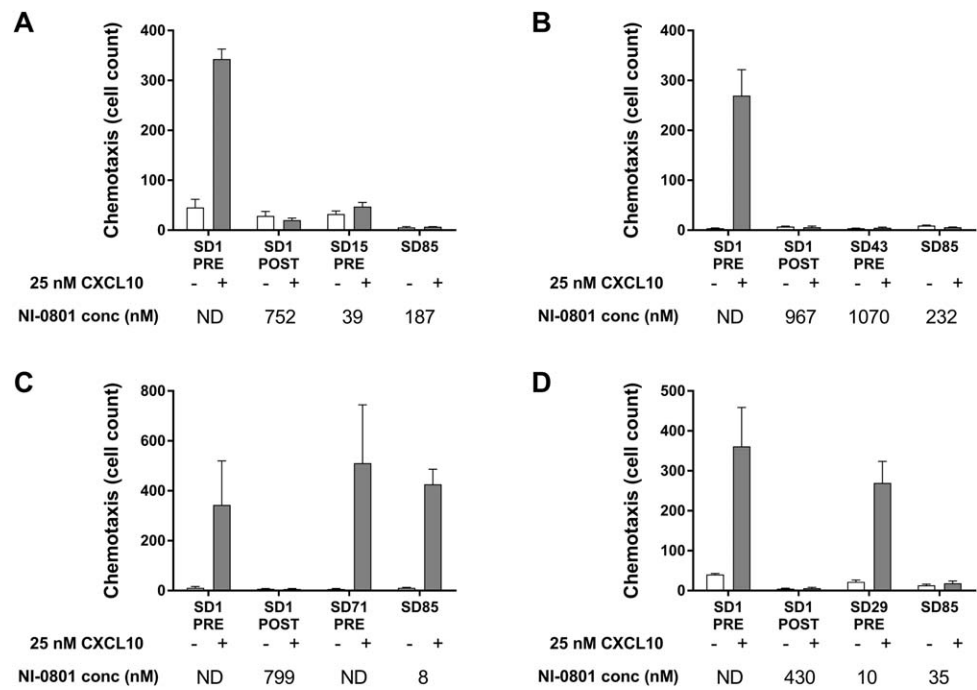 A
Chemotaxis (cell count)
400
300
200
100
0
SD1 SD1 SD15 SD85
PRE POST PRE
25 nM CXCL10 - + - + - + - +
NI-0801 conc (nM) ND 752 39 187
B
Chemotaxis (cell count)
400
300
200
100
0
SD1 SD1 SD43 SD85
PRE POST PRE
25 nM CXCL10 - + - + - + - +
NI-0801 conc (nM) ND 967 1070 232
C
Chemotaxis (cell count)
800
600
400
200
0
SD1 SD1 SD71 SD85
PRE POST PRE
25 nM CXCL10 - + - + - + - +
NI-0801 conc (nM) ND 799 ND 8
D
Chemotaxis (cell count)
500
400
300
200
100
0
SD1 SD1 SD29 SD85
PRE POST PRE
25 nM CXCL10 - + - + - + - +
NI-0801 conc (nM) ND 430 10 35